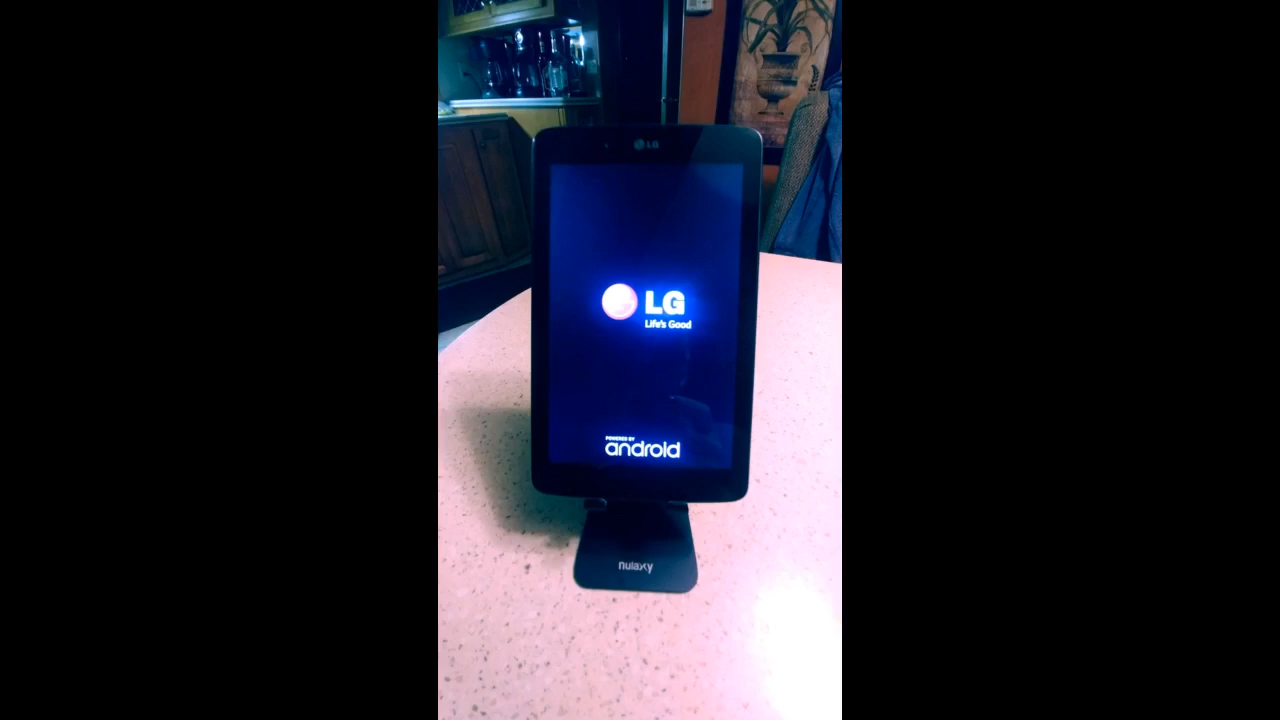 LG
LG
Life's Good
POWERED BY
android
nulaxy